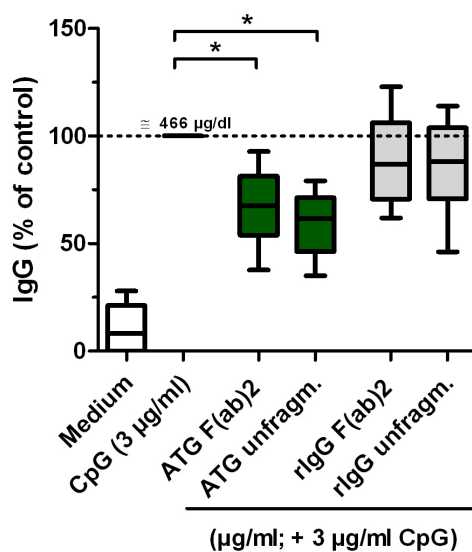 *
*
150
≅ 466 µg/dl
100
50
0
IgG (% of control)
Medium
CpG (3 µg/ml)
ATG F(ab)2
ATG unfragm.
rIgG F(ab)2
rIgG unfragm.
(µg/ml; + 3 µg/ml CpG)